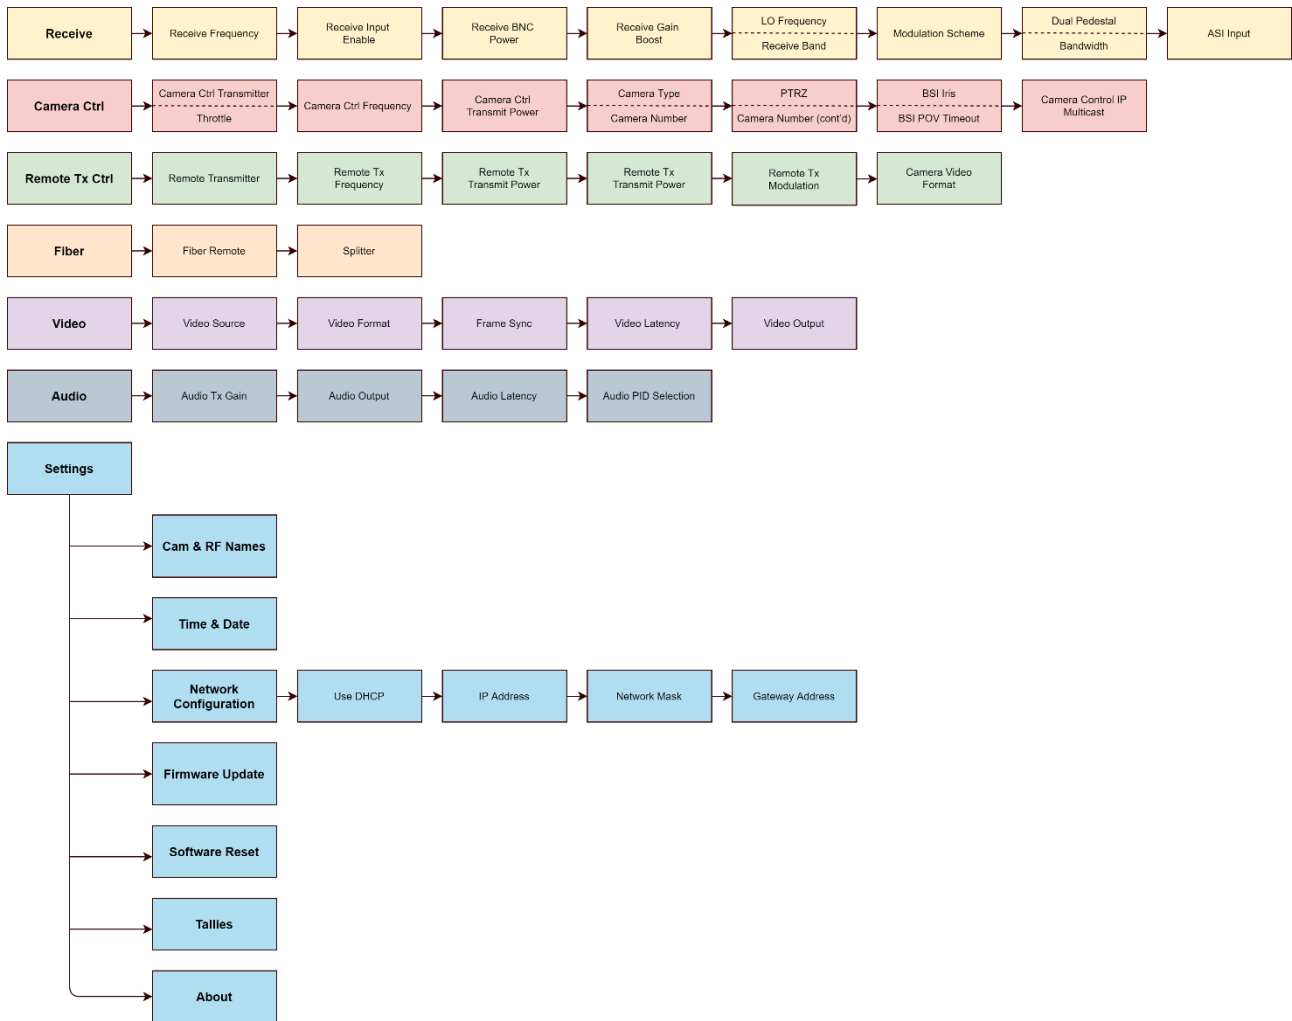 Receive
Receive Frequency
Receive Input
Enable
Receive BNC
Power
Receive Gain
Boost
LO Frequency
Receive Band
Modulation Scheme
Dual Pedestal
Bandwidth
ASI Input
Camera Ctrl
Camera Ctrl Transmitter
Throttle
Camera Ctrl Frequency
Camera Ctrl
Transmit Power
Camera Type
Camera Number
PTRZ
Camera Number (cont'd)
BSI Iris
BSI POV Timeout
Camera Control IP
Multicast
Remote Tx Ctrl
Remote Transmitter
Remote Tx
Frequency
Remote Tx
Transmit Power
Remote Tx
Transmit Power
Remote Tx
Modulation
Camera Video
Format
Fiber
Fiber Remote
Splitter
Video
Video Source
Video Format
Frame Sync
Video Latency
Video Output
Audio
Audio Tx Gain
Audio Output
Audio Latency
Audio PID Selection
Settings
Cam & RF Names
Time & Date
Network
Configuration
Use DHCP
IP Address
Network Mask
Gateway Address
Firmware Update
Software Reset
Tallies
About